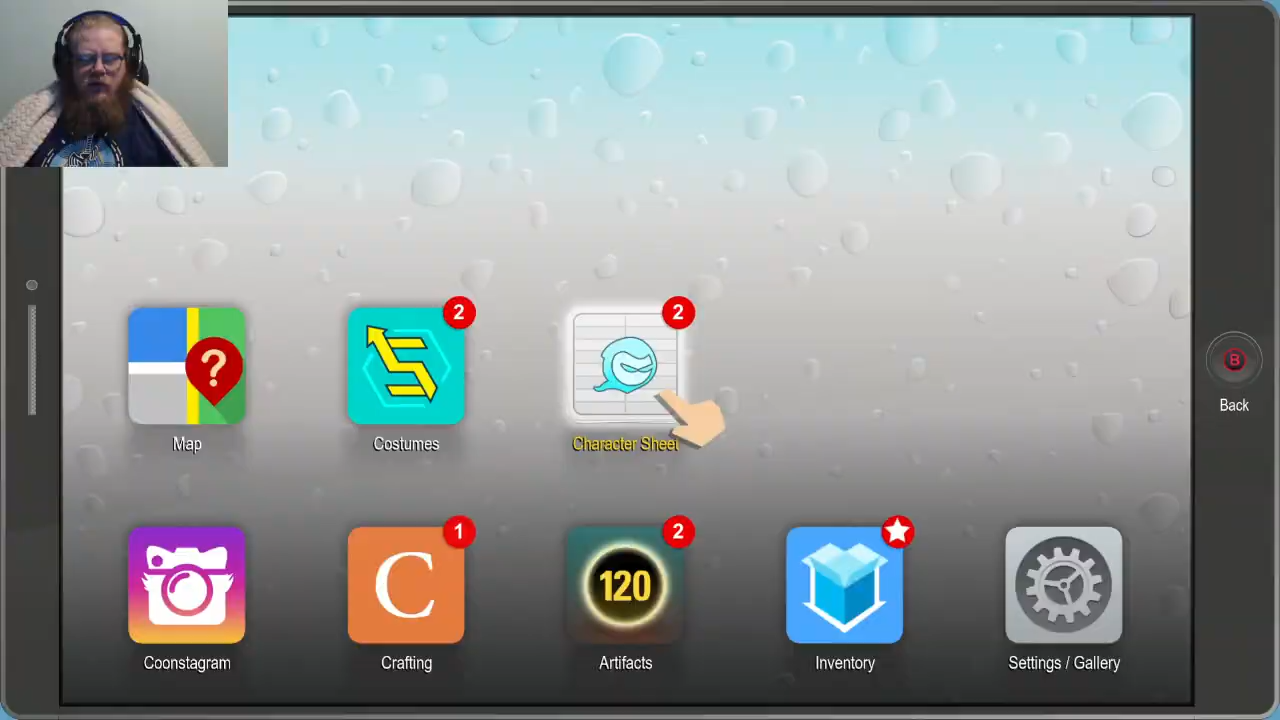 2
2
?
Map
Costumes
Character Sheet
B
Back
1
2
C
120
Coonstagram
Crafting
Artifacts
Inventory
Settings / Gallery